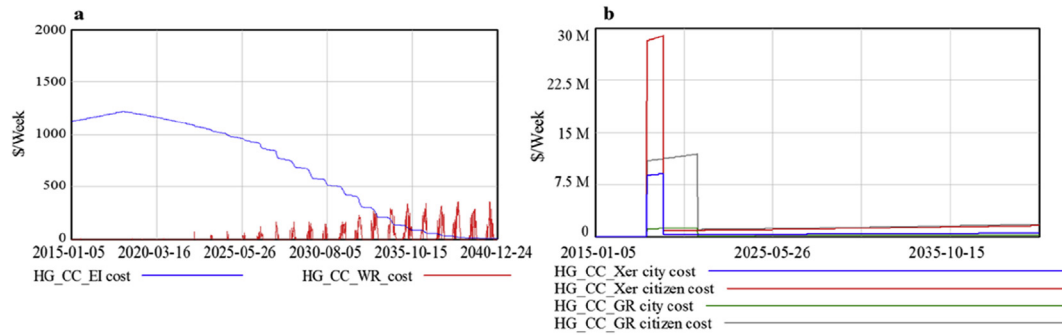 a
2000
1500
1000
500
0
$/Week
2015-01-05 2020-03-16 2025-05-26 2030-08-05 2035-10-15 2040-12-24
HG_CC_EI cost
HG_CC_WR_cost
b
30 M
22.5 M
15 M
7.5 M
0
$/Week
2015-01-05 2025-05-26 2035-10-15
HG_CC_Xer city cost
HG_CC_Xer citizen cost
HG_CC_GR city cost
HG_CC_GR citizen cost